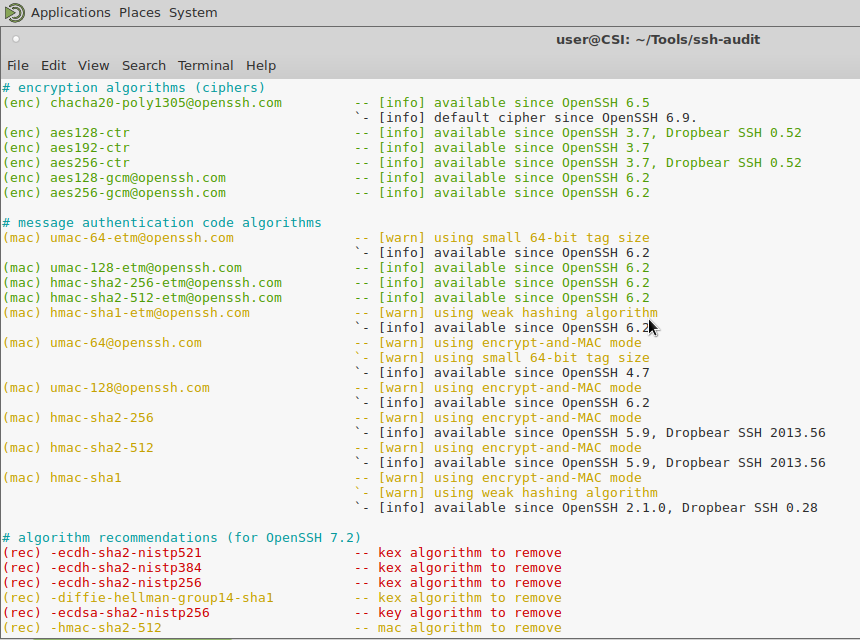 Applications Places System
user@CSI: ~/Tools/ssh-audit
File Edit View Search Terminal Help
# encryption algorithms (ciphers)
(enc) chacha20-poly1305@openssh.com -- [info] available since OpenSSH 6.5
`- [info] default cipher since OpenSSH 6.9.
(enc) aes128-ctr -- [info] available since OpenSSH 3.7, Dropbear SSH 0.52
(enc) aes192-ctr -- [info] available since OpenSSH 3.7
(enc) aes256-ctr -- [info] available since OpenSSH 3.7, Dropbear SSH 0.52
(enc) aes128-gcm@openssh.com -- [info] available since OpenSSH 6.2
(enc) aes256-gcm@openssh.com -- [info] available since OpenSSH 6.2
# message authentication code algorithms
(mac) umac-64-etm@openssh.com -- [warn] using small 64-bit tag size
`- [info] available since OpenSSH 6.2
(mac) umac-128-etm@openssh.com -- [info] available since OpenSSH 6.2
(mac) hmac-sha2-256-etm@openssh.com -- [info] available since OpenSSH 6.2
(mac) hmac-sha2-512-etm@openssh.com -- [info] available since OpenSSH 6.2
(mac) hmac-sha1-etm@openssh.com -- [warn] using weak hashing algorithm
`- [info] available since OpenSSH 6.2
(mac) umac-64@openssh.com -- [warn] using encrypt-and-MAC mode
`- [warn] using small 64-bit tag size
`- [info] available since OpenSSH 4.7
(mac) umac-128@openssh.com -- [warn] using encrypt-and-MAC mode
`- [info] available since OpenSSH 6.2
(mac) hmac-sha2-256 -- [warn] using encrypt-and-MAC mode
`- [info] available since OpenSSH 5.9, Dropbear SSH 2013.56
(mac) hmac-sha2-512 -- [warn] using encrypt-and-MAC mode
`- [info] available since OpenSSH 5.9, Dropbear SSH 2013.56
(mac) hmac-sha1 -- [warn] using encrypt-and-MAC mode
`- [warn] using weak hashing algorithm
`- [info] available since OpenSSH 2.1.0, Dropbear SSH 0.28
# algorithm recommendations (for OpenSSH 7.2)
(rec) -ecdh-sha2-nistp521 -- kex algorithm to remove
(rec) -ecdh-sha2-nistp384 -- kex algorithm to remove
(rec) -ecdh-sha2-nistp256 -- kex algorithm to remove
(rec) -diffie-hellman-group14-sha1 -- kex algorithm to remove
(rec) -ecdsa-sha2-nistp256 -- key algorithm to remove
(rec) -hmac-sha2-512 -- mac algorithm to remove